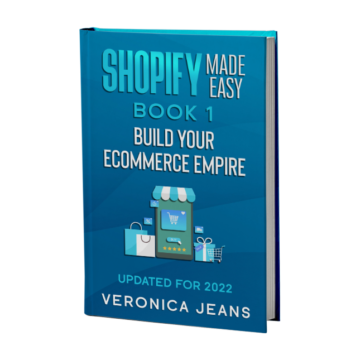 SHOPIFY MADE EASY
BOOK 1
BUILD YOUR
ECOMMERCE EMPIRE
UPDATED FOR 2022
VERONICA JEANS